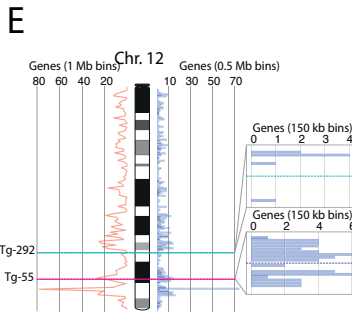 E
Chr. 12
Genes (1 Mb bins) Genes (0.5 Mb bins)
80 60 40 20 10 30 50 70
Genes (150 kb bins)
0 1 2 3 4
Genes (150 kb bins)
0 2 4 6
Tg-292
Tg-55